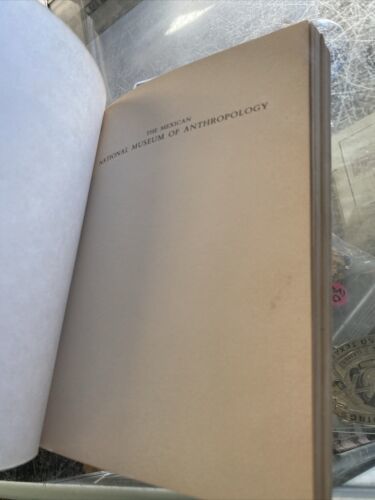 THE MEXICAN
NATIONAL MUSEUM OF ANTHROPOLOGY